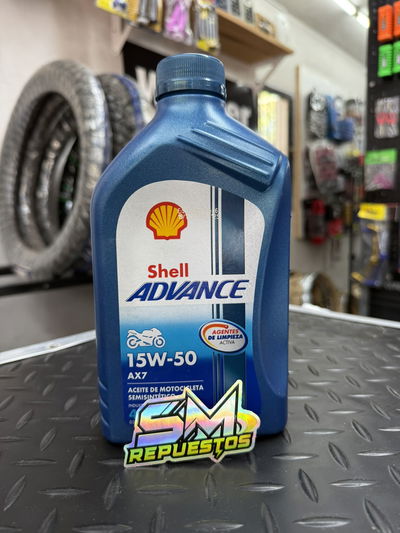 Shell
ADVANCE
AGENTES
DE LIMPIEZA
ACTIVA
15W-50
AX7
ACEITE DE MOTOCICLETA
SEMISINTÉTICO
SM
REPUESTOS